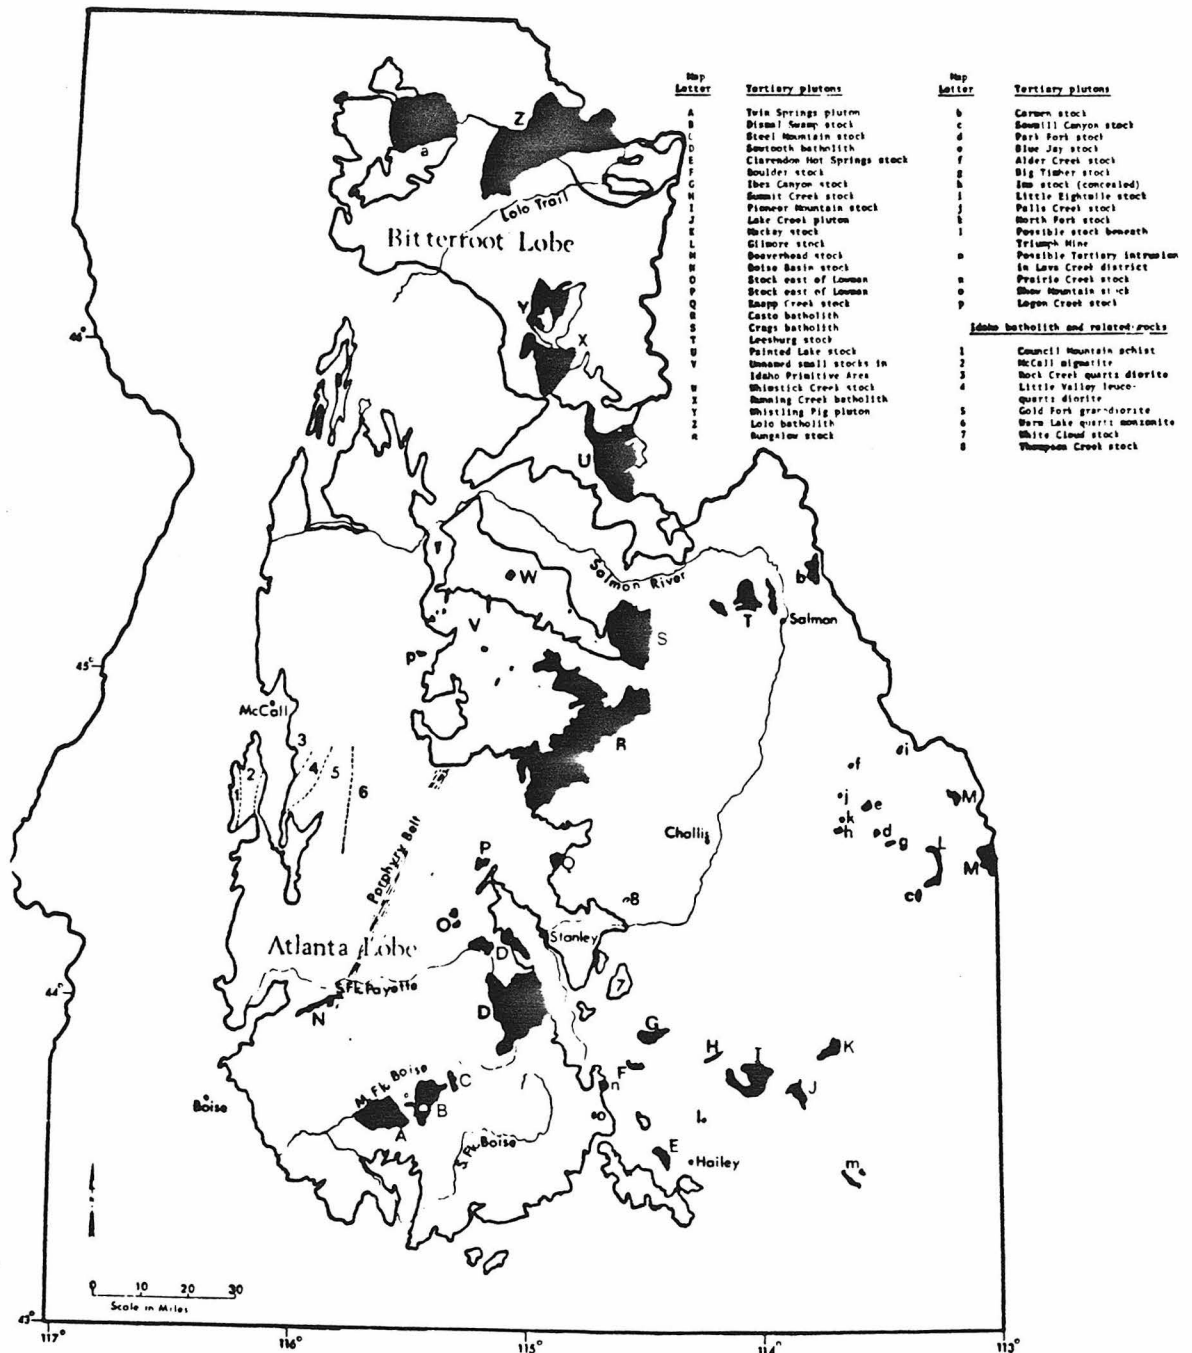 Map Letter Tertiary plutons
A Twin Springs pluton
B Dismal Swamp stock
C Steel Mountain stock
D Sawtooth batholith
E Clarendon Hot Springs stock
F Boulder stock
G Ibex Canyon stock
H Summit Creek stock
I Pioneer Mountain stock
J Lake Creek pluton
K Mackay stock
L Gilmore stock
M Beaverhead stock
N Boise Basin stock
O Stock east of Lowman
P Stock east of Lowman
Q Knapp Creek stock
R Casto batholith
S Crags batholith
T Leesburg stock
U Painted Lake stock
V Unnamed small stocks in
Idaho Primitive Area
W Whimstick Creek stock
X Running Creek batholith
Y Whistling Pig pluton
Z Lolo batholith
a Bungalow stock
Map Letter Tertiary plutons
b Carmen stock
c Sawmill Canyon stock
d Park Fork stock
e Blue Jay stock
f Alder Creek stock
g Big Timber stock
h Ima stock (concealed)
i Little Eightmile stock
j Falls Creek stock
k North Fork stock
l Possible stock beneath
Triumph Mine
m Possible Tertiary intrusion
in Lava Creek district
n Prairie Creek stock
o Shaw Mountain stock
p Logan Creek stock
Idaho batholith and related rocks
1 Council Mountain schist
2 McCall migmatite
3 Rock Creek quartz diorite
4 Little Valley leuco-
quartz diorite
5 Gold Fork granodiorite
6 Warm Lake quartz monzonite
7 White Cloud stock
8 Thompson Creek stock
Z
a
Lolo Trail
Bitterroot Lobe
Y
X
46°
U
W
Salmon River
b
T
Salmon
V
S
p
45°
McCall
R
i
3
4
5
2
1
6
f
j
e
M
k
h
d
g
L
M
c
Challis
Porphyry Belt
P
Q
8
O
Stanley
Atlanta Lobe
D
7
S.Fk. Payette
44°
N
D
G
H
I
K
F
n
J
M.Fk. Boise
C
B
A
Boise
o
l
S.Fk. Boise
E
Hailey
m
0 10 20 30
Scale in Miles
43°
117° 116° 115° 114° 113°